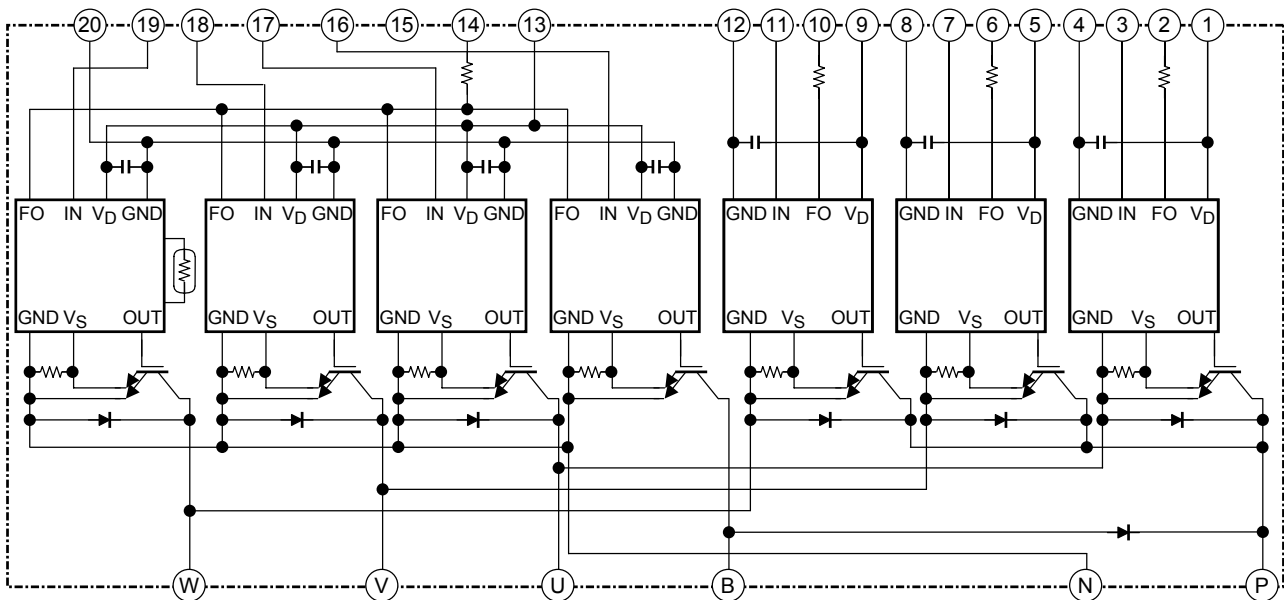 20 19 18 17 16 15 14 13 12 11 10 9 8 7 6 5 4 3 2 1
FO IN VD GND FO IN VD GND FO IN VD GND FO IN VD GND GND IN FO VD GND IN FO VD GND IN FO VD
GND VS OUT GND VS OUT GND VS OUT GND VS OUT GND VS OUT GND VS OUT GND VS OUT
W V U B N P